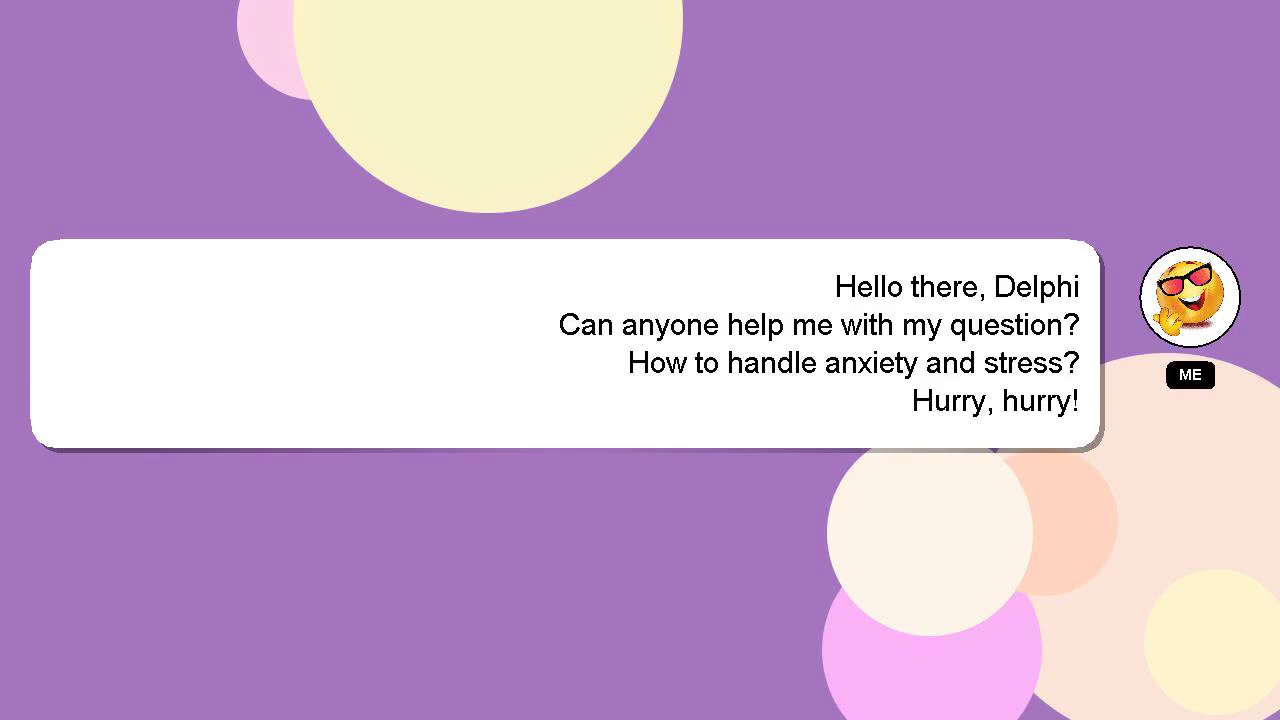 Hello there, Delphi
Can anyone help me with my question?
How to handle anxiety and stress?
Hurry, hurry!
ME